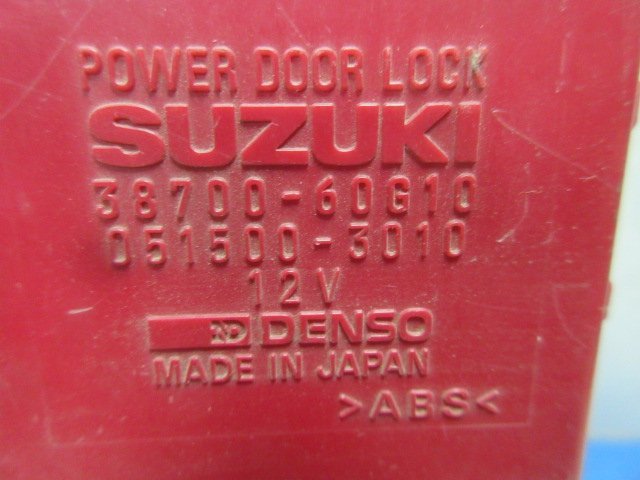 POWER DOOR LOCK
SUZUKI
38700-60G10
051500-3010
12V
ND DENSO
MADE IN JAPAN
>ABS<